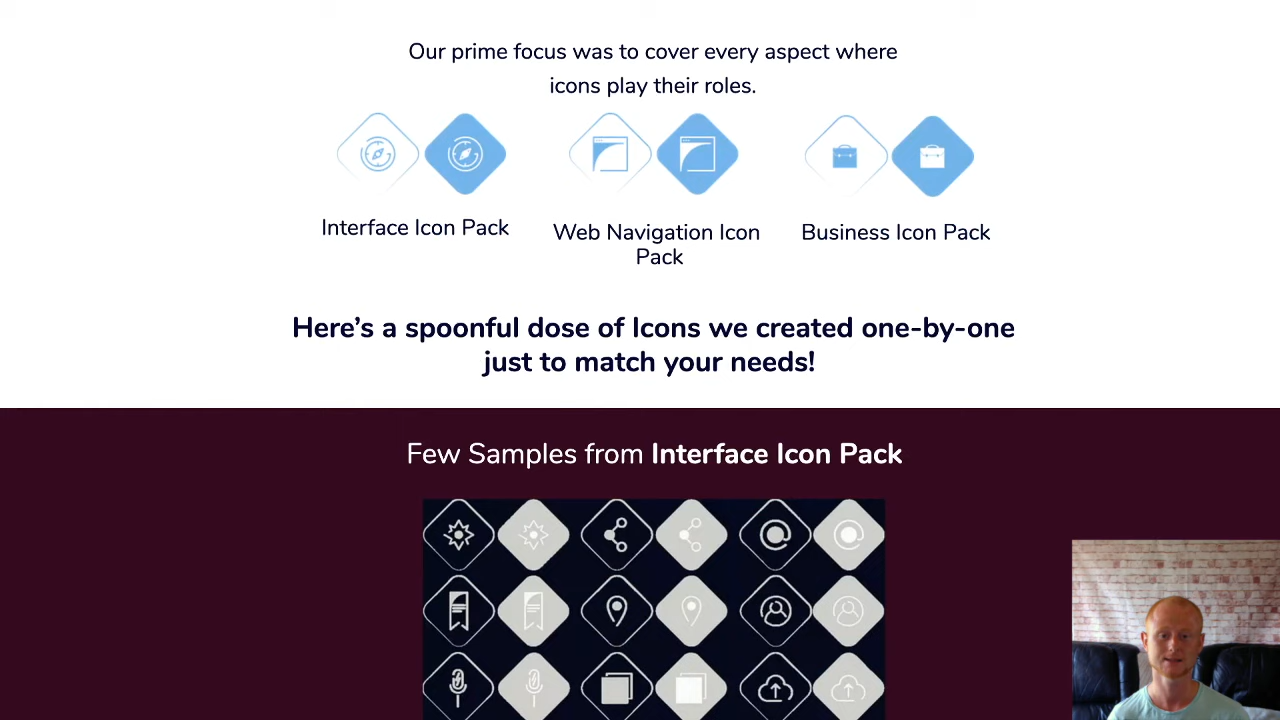 Our prime focus was to cover every aspect where
icons play their roles.
Interface Icon Pack
Web Navigation Icon
Pack
Business Icon Pack
Here’s a spoonful dose of Icons we created one-by-one
just to match your needs!
Few Samples from Interface Icon Pack